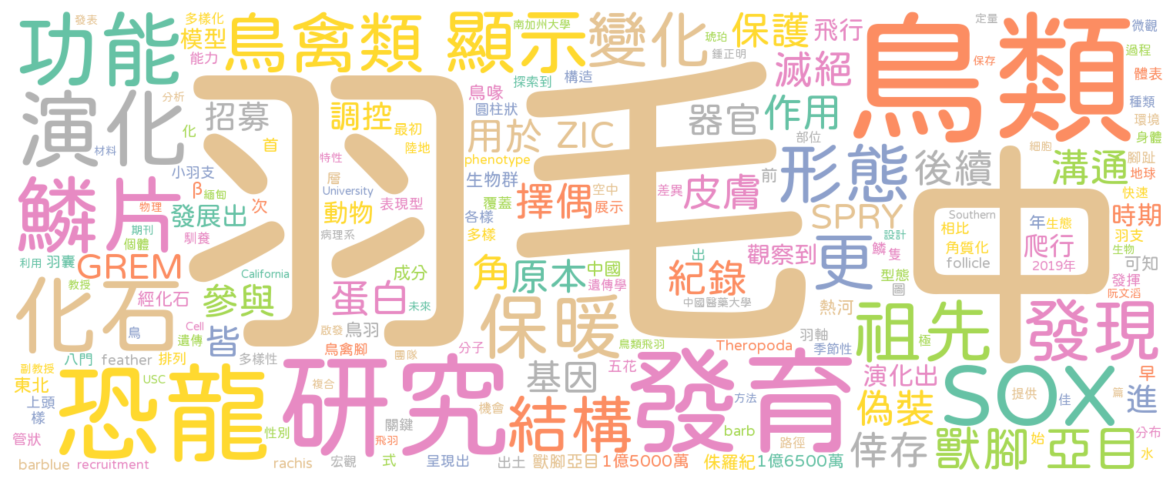 多樣化 發表
功能 模型 能力 鳥禽類 顯示 南加州大學 琥珀 鍾正明 變化 保護 飛行 定量 微觀 過程
羽毛 中 鳥類
探索到 構造 滅絕 保存 體表
演化 分析 材料 化 招募 首 調控 最初 陸地 鳥喙 圓柱狀 用於 ZIC 器官 作用 部位 種類 環境 身體
小羽支 特性 層 phenotype 生物群 形態 後續 細胞 溝通 腳趾 地球
鱗片 β 緬甸 物理 發展出 次 University 動物 表現型 覆蓋 各樣 多樣 擇偶 空中 展示 差異 皮膚 前 SPRY Southern 年 生態 快速 時期
期刊 馴養 個體 病理系 相比 羽支
利用 羽囊 GREM California 角 成分 原本 中國 遺傳學 紀錄 出 觀察到 更 鱗 隻 設計 角質化 follicle 爬行 生物 2019年 可知
教授 經化石 參與 蛋白 未來 中國醫藥大學 型態 圖 發揮 阮文滔
化石 鳥 Cell 遺傳 皆 啟發 鳥羽 保暖 熱河 羽軸 祖先 發現
八門 feather 排列 多樣性 鳥禽腳 團隊 分子 鳥類飛羽 Theropoda 季節性 極
副教授 東北 USC 恐龍 研究 複合 機會 結構 基因 五花 發育 方法 演化出 SOX 提供 佳 篇 早 進
上頭 樣 性別 關鍵 飛羽 barb 偽裝 始 分布 水
管狀 barblue recruitment rachis 宏觀 式 呈現出 出土 獸腳亞目 1億5000萬 路徑 侏羅紀 1億6500萬 倖存 獸腳 亞目